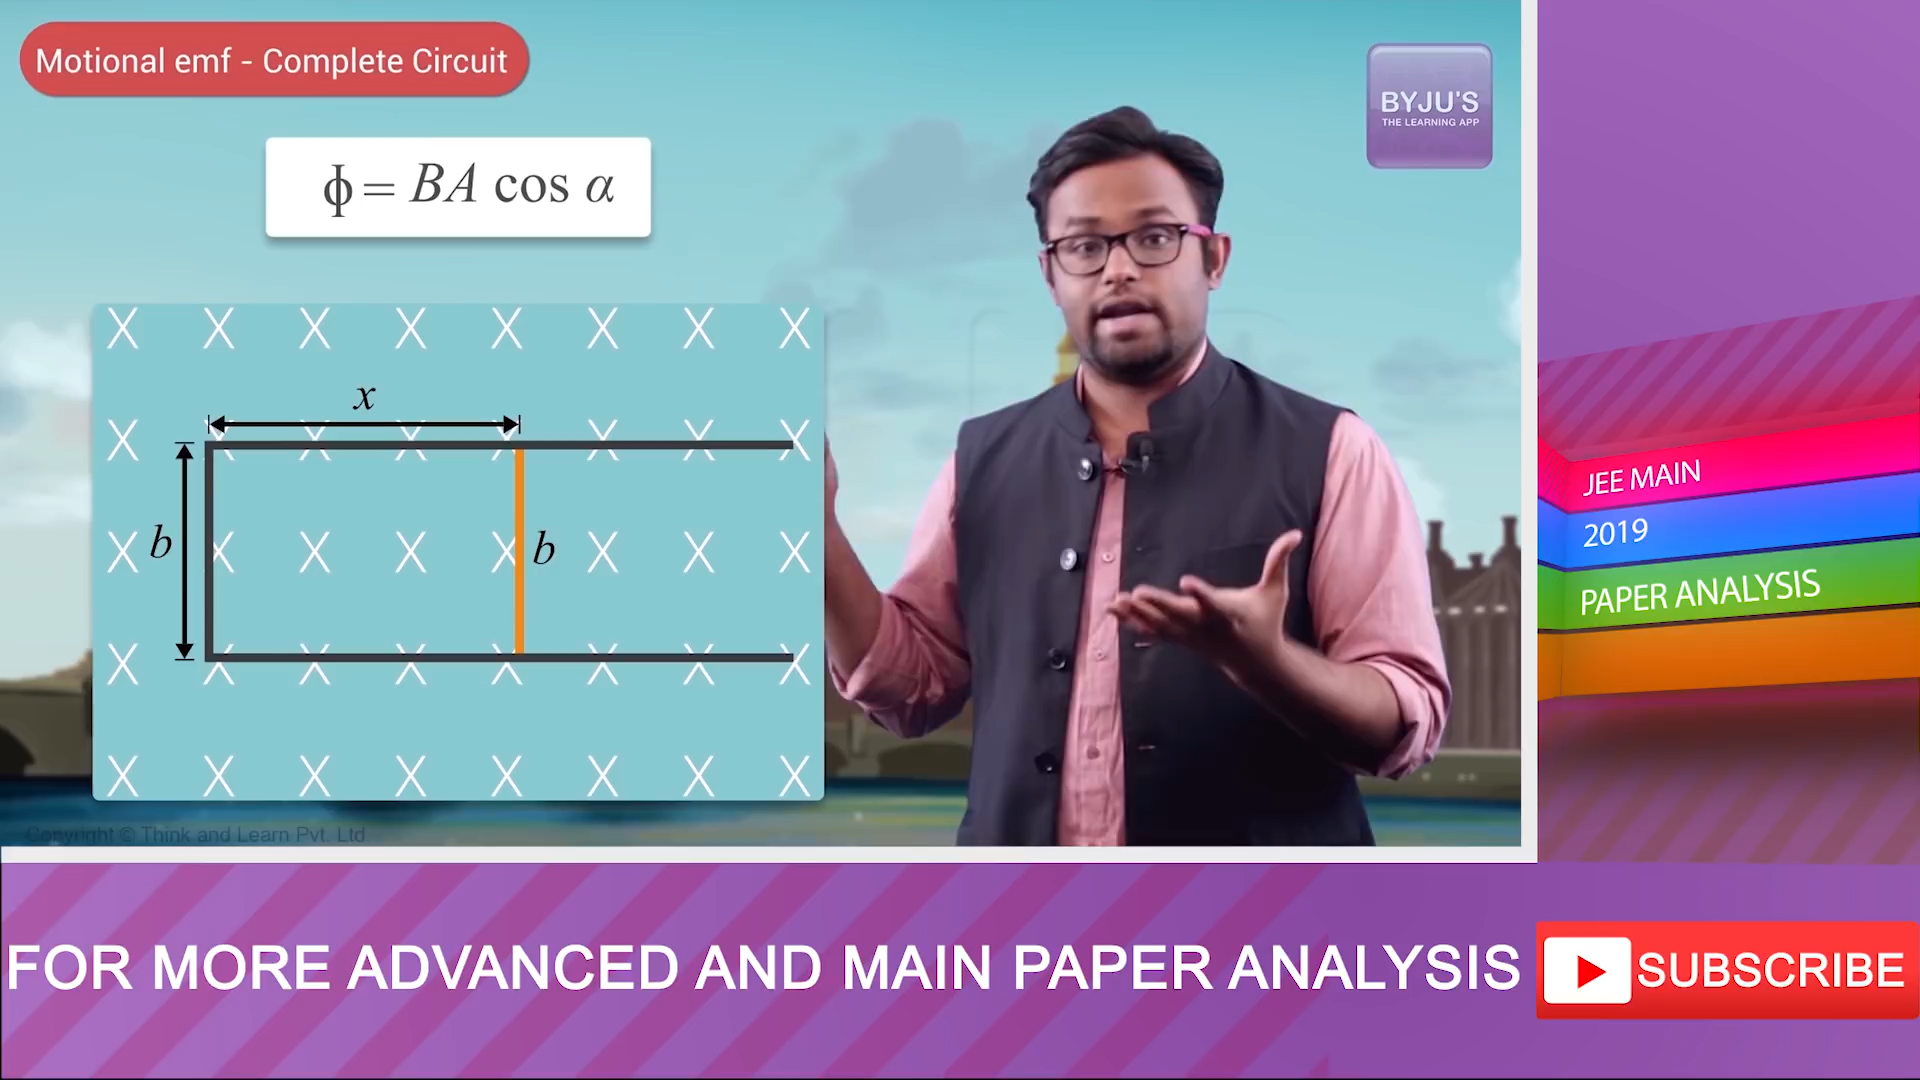 Motional emf - Complete Circuit
BYJU'S
THE LEARNING APP
ϕ = BA cos α
X X X X X X X X
x
X X X X X X X X
b
X X X X X X X X
b
X X X X X X X X
X X X X X X X X
Copyright © Think and Learn Pvt. Ltd.
JEE MAIN
2019
PAPER ANALYSIS
FOR MORE ADVANCED AND MAIN PAPER ANALYSIS
SUBSCRIBE